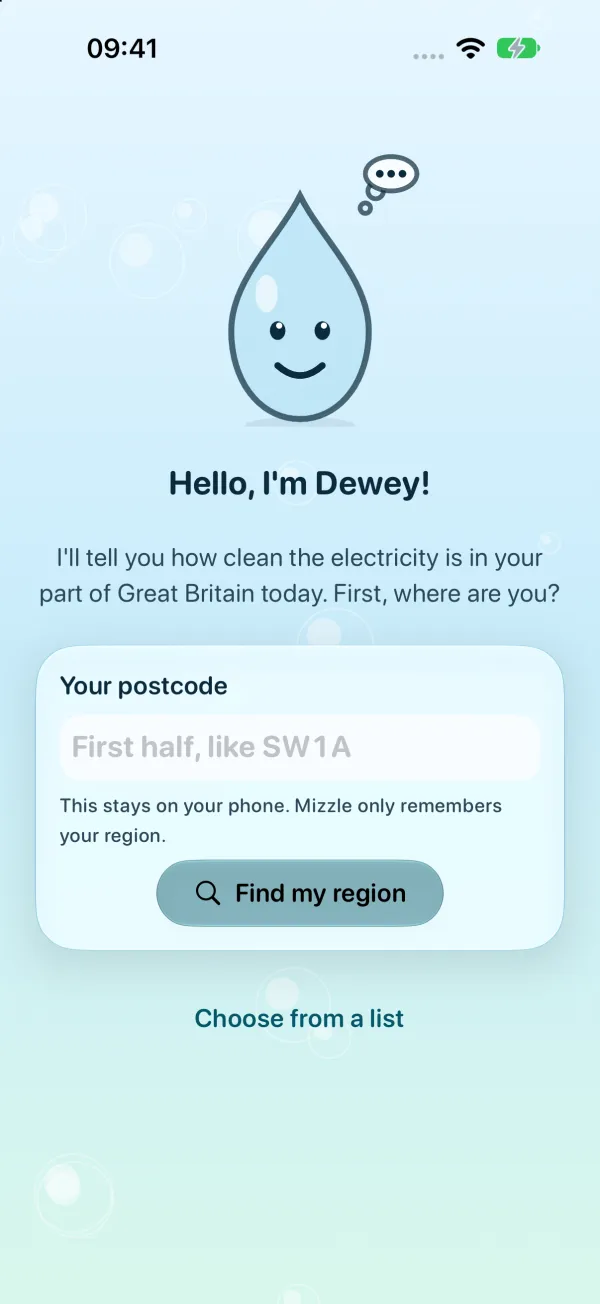 09:41
Hello, I'm Dewey!
I'll tell you how clean the electricity is in your
part of Great Britain today. First, where are you?
Your postcode
First half, like SW1A
This stays on your phone. Mizzle only remembers
your region.
Find my region
Choose from a list